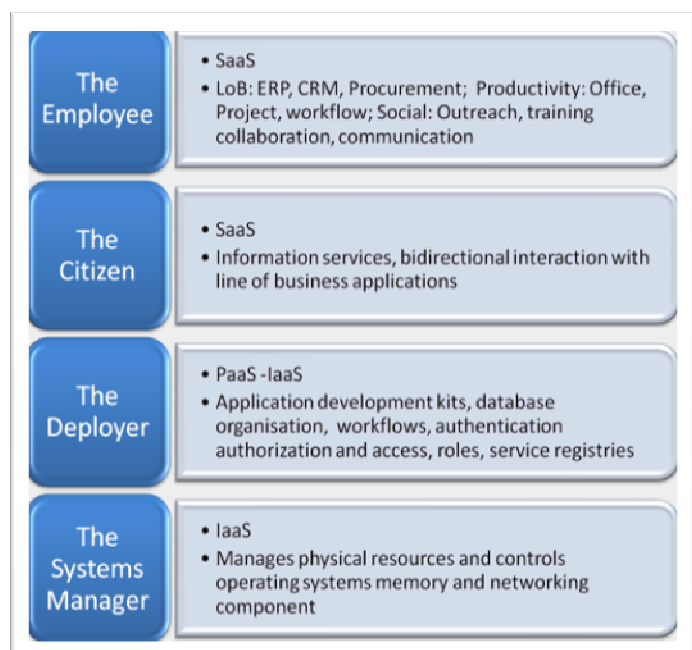 The
Employee
• SaaS
• LoB: ERP, CRM, Procurement; Productivity: Office,
Project, workflow; Social: Outreach, training
collaboration, communication
The
Citizen
• SaaS
• Information services, bidirectional interaction with
line of business applications
The
Deployer
• PaaS -IaaS
• Application development kits, database
organisation, workflows, authentication
authorization and access, roles, service registries
The
Systems
Manager
• IaaS
• Manages physical resources and controls
operating systems memory and networking
component